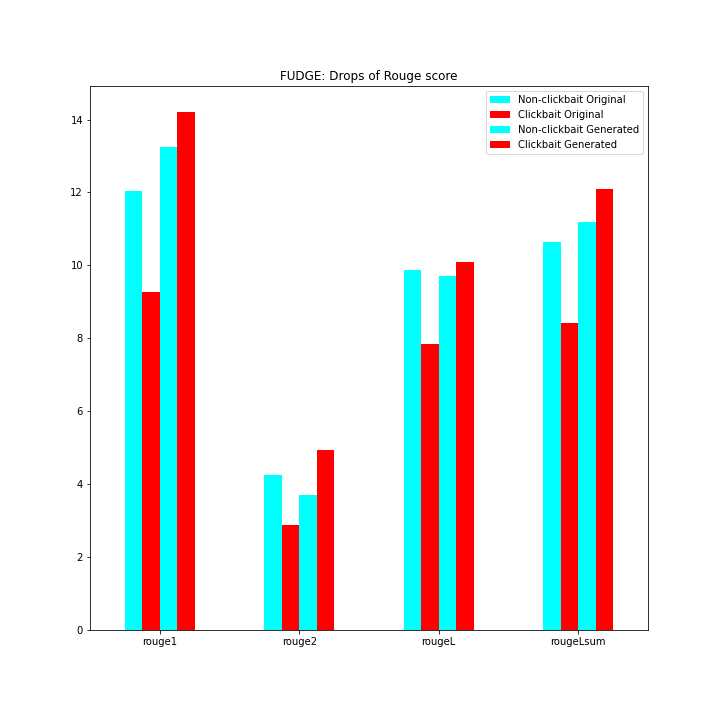 FUDGE: Drops of Rouge score
Non-clickbait Original
Clickbait Original
Non-clickbait Generated
Clickbait Generated
14
12
10
8
6
4
2
0
rouge1 rouge2 rougeL rougeLsum